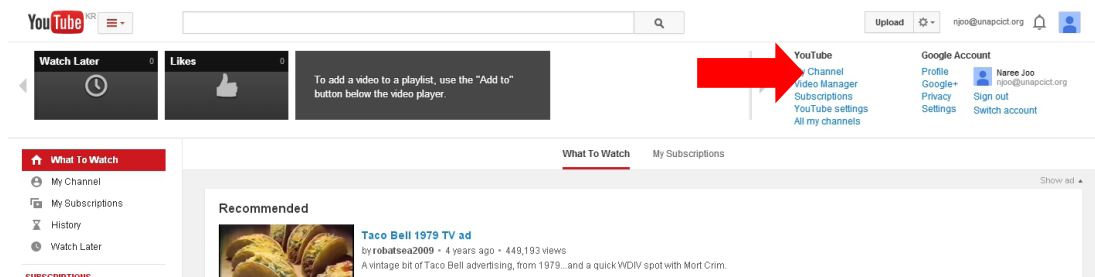 YouTube KR
Upload
njoo@unapcict.org
Watch Later 0
Likes 0
To add a video to a playlist, use the "Add to"
button below the video player.
YouTube
y Channel
Video Manager
Subscriptions
YouTube settings
All my channels
Google Account
Profile
Google+
Privacy
Settings
Naree Joo
njoo@unapcict.org
Sign out
Switch account
What To Watch
My Channel
My Subscriptions
History
Watch Later
SUBSCRIPTIONS
What To Watch My Subscriptions
Show ad
Recommended
Taco Bell 1979 TV ad
by robatsea2009 • 4 years ago • 449,193 views
A vintage bit of Taco Bell advertising, from 1979...and a quick WDIV spot with Mort Crim.